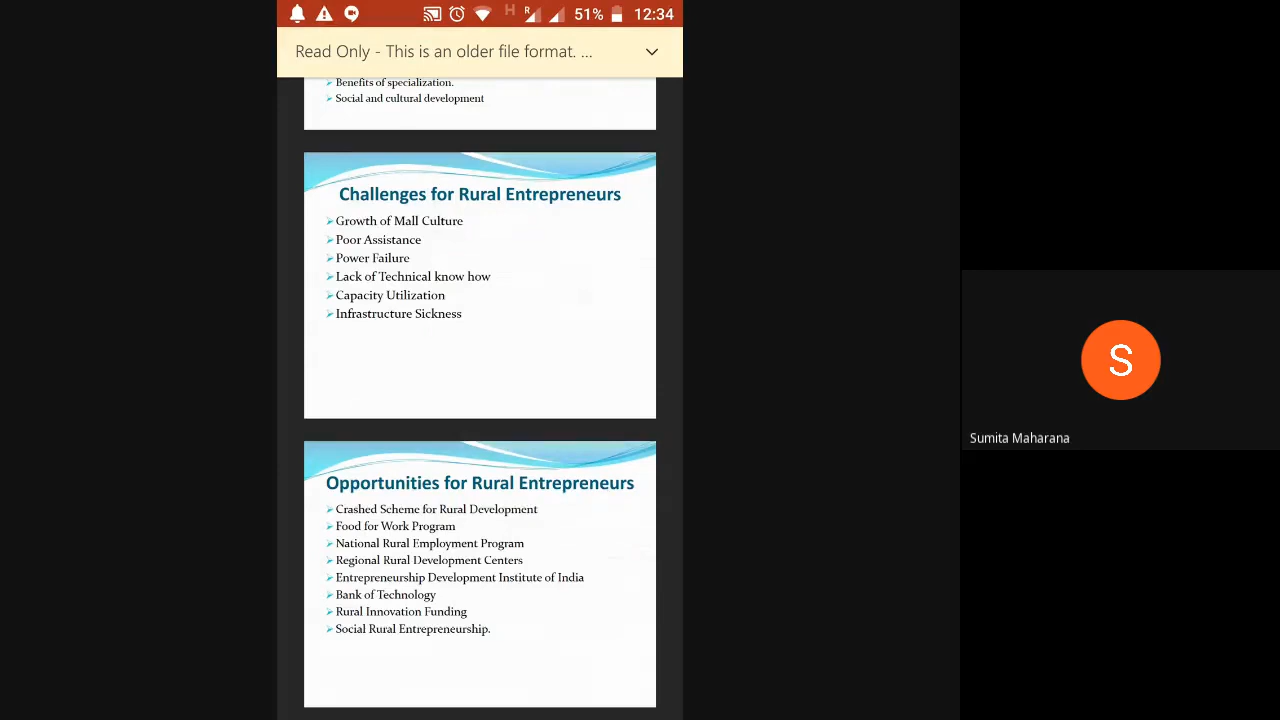 H R 51% 12:34
Read Only - This is an older file format. ...
➢ Benefits of specialization.
➢ Social and cultural development
Challenges for Rural Entrepreneurs
➢ Growth of Mall Culture
➢ Poor Assistance
➢ Power Failure
➢ Lack of Technical know how
➢ Capacity Utilization
➢ Infrastructure Sickness
Opportunities for Rural Entrepreneurs
➢ Crashed Scheme for Rural Development
➢ Food for Work Program
➢ National Rural Employment Program
➢ Regional Rural Development Centers
➢ Entrepreneurship Development Institute of India
➢ Bank of Technology
➢ Rural Innovation Funding
➢ Social Rural Entrepreneurship.
S
Sumita Maharana